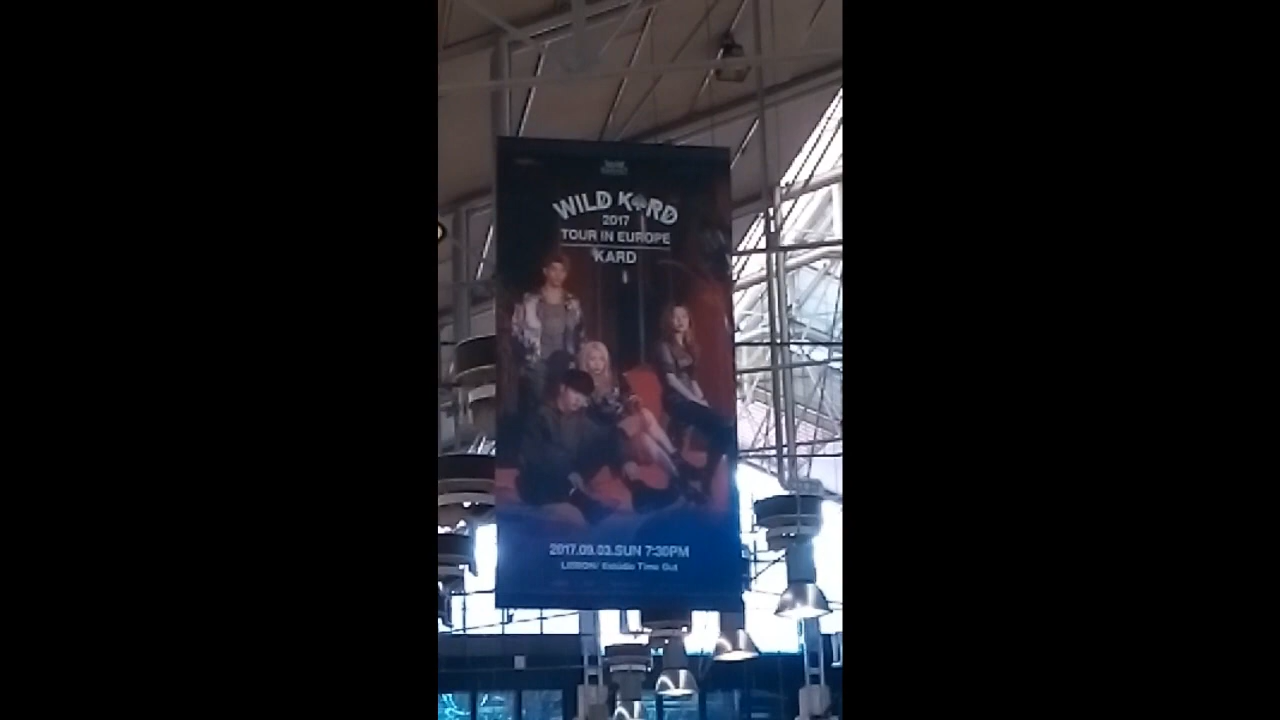 WILD KARD
2017
TOUR IN EUROPE
KARD
2017.09.03.SUN 7:30PM
LISBON/ Estúdio Time Out